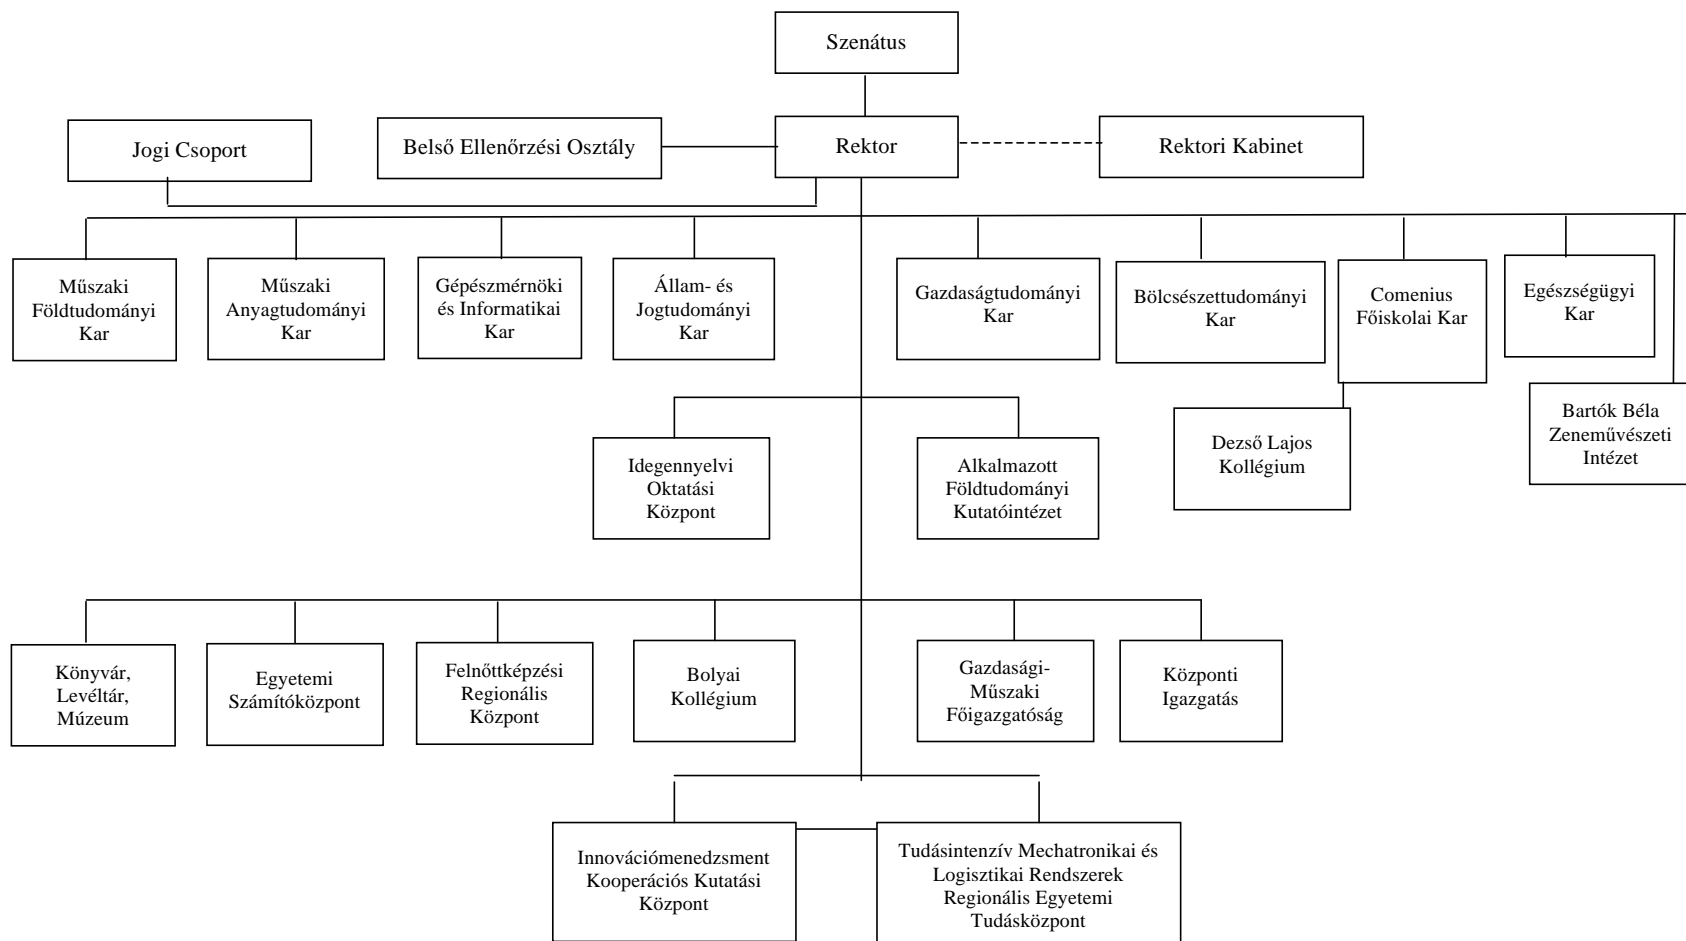 Szenátus
Jogi Csoport
Belső Ellenőrzési Osztály
Rektor
Rektori Kabinet
Műszaki
Földtudományi
Kar
Műszaki
Anyagtudományi
Kar
Gépészmérnöki
és Informatikai
Kar
Állam- és
Jogtudományi
Kar
Gazdaságtudományi
Kar
Bölcsészettudományi
Kar
Comenius
Főiskolai Kar
Egészségügyi
Kar
Idegennyelvi
Oktatási
Központ
Alkalmazott
Földtudományi
Kutatóintézet
Dezső Lajos
Kollégium
Bartók Béla
Zeneművészeti
Intézet
Könyvár,
Levéltár,
Múzeum
Egyetemi
Számítóközpont
Felnőttképzési
Regionális
Központ
Bolyai
Kollégium
Gazdasági-
Műszaki
Főigazgatóság
Központi
Igazgatás
Innovációmenedzsment
Kooperációs Kutatási
Központ
Tudásintenzív Mechatronikai és
Logisztikai Rendszerek
Regionális Egyetemi
Tudásközpont